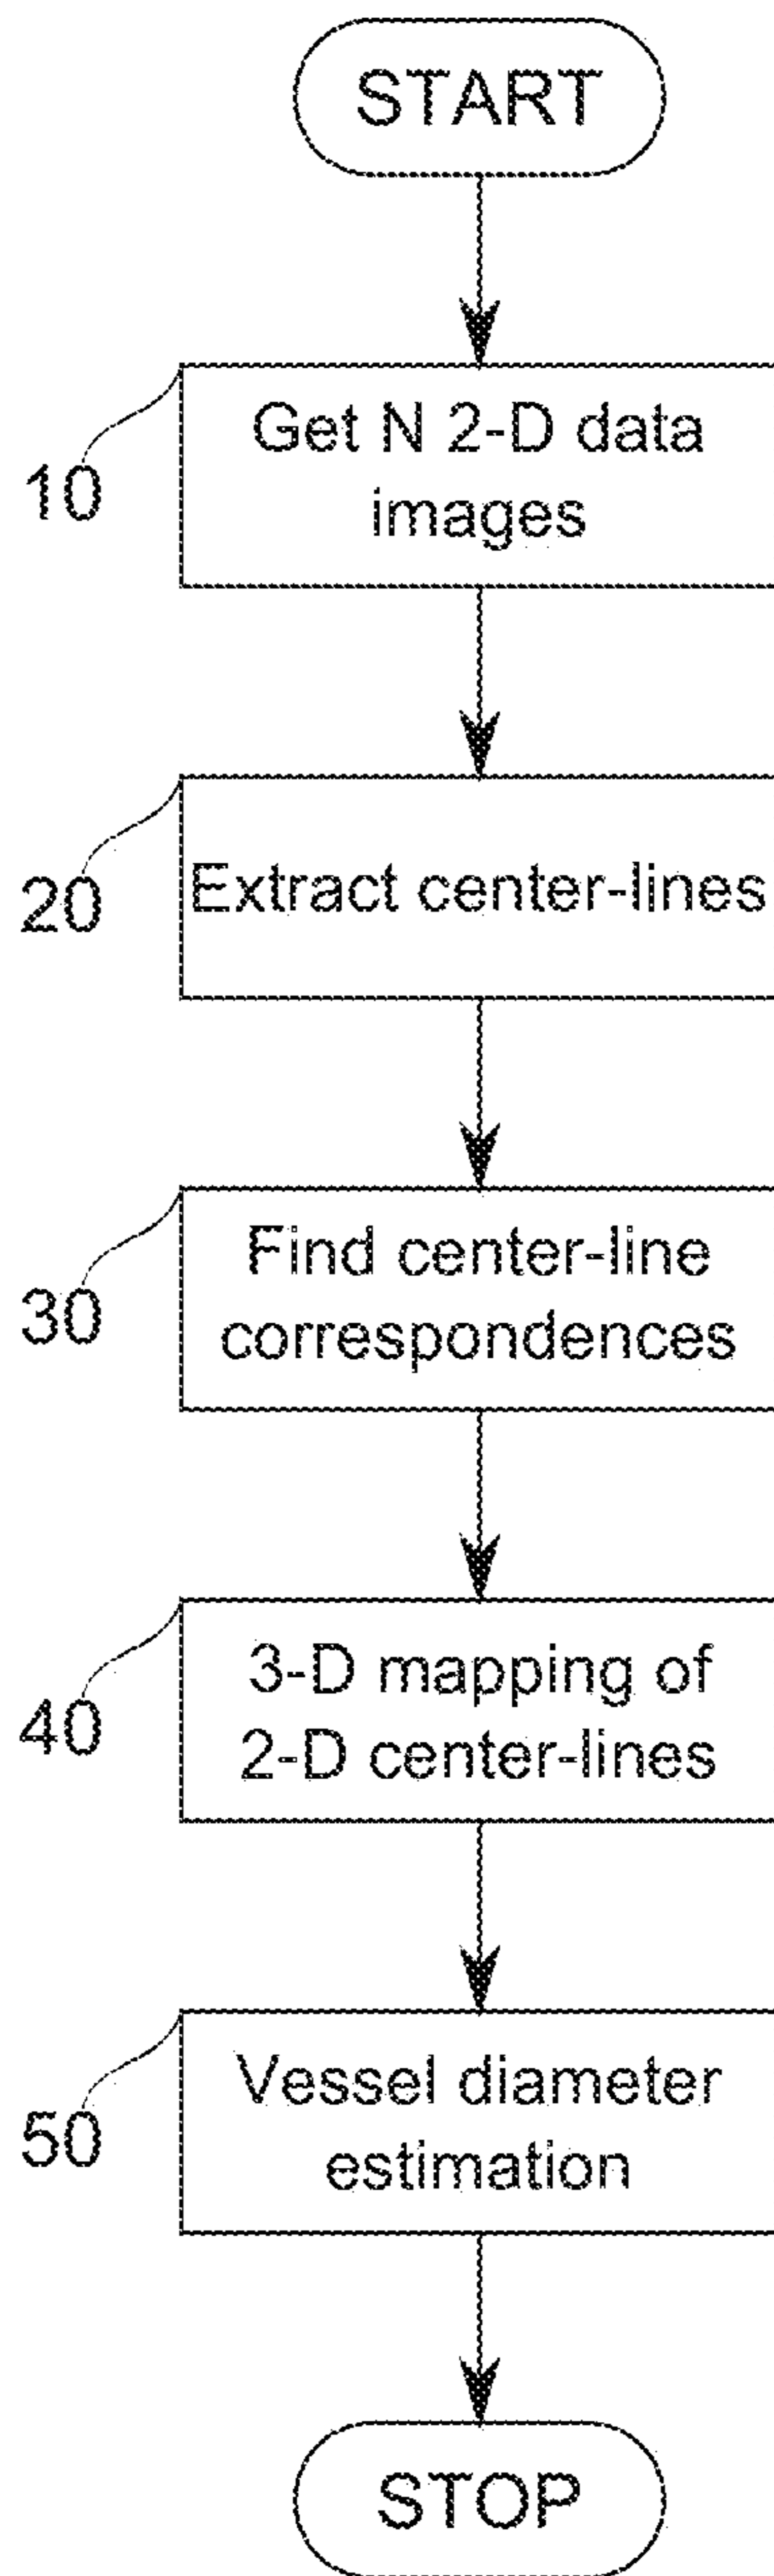 START
Get N 2-D data
images
10
Extract center-lines
20
Find center-line
correspondences
30
3-D mapping of
2-D center-lines
40
Vessel diameter
estimation
50
STOP